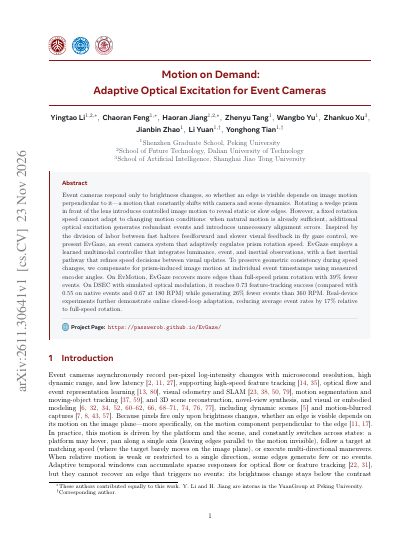 Motion on Demand:
Adaptive Optical Excitation for Event Cameras
Yingtao Li1,2,*, Chaoran Feng1,*, Haoran Jiang1,2,*, Zhenyu Tang1, Wangbo Yu1, Zhankuo Xu1,
Jianbin Zhao1, Li Yuan1,†, Yonghong Tian1,†
1Shenzhen Graduate School, Peking University
2School of Future Technology, Dalian University of Technology
3School of Artificial Intelligence, Shanghai Jiao Tong University
Abstract
Event cameras respond only to brightness changes, so whether an edge is visible depends on image motion
perpendicular to it—a motion that constantly shifts with camera and scene dynamics. Rotating a wedge prism
in front of the lens introduces controlled image motion to reveal static or slow edges. However, a fixed rotation
speed cannot adapt to changing motion conditions: when natural motion is already sufficient, additional
optical excitation generates redundant events and introduces unnecessary alignment errors. Inspired by
the division of labor between fast haltere feedforward and slower visual feedback in fly gaze control, we
present EvGaze, an event camera system that adaptively regulates prism rotation speed. EvGaze employs a
learned multimodal controller that integrates luminance, event, and inertial observations, with a fast inertial
pathway that refines speed decisions between visual updates. To preserve geometric consistency during speed
changes, we compensate for prism-induced image motion at individual event timestamps using measured
encoder angles. On EvMotion, EvGaze recovers more edges than full-speed prism rotation with 39% fewer
events. On DSEC with simulated optical modulation, it reaches 0.73 feature-tracking success (compared with
0.55 on native events and 0.67 at 180 RPM) while generating 26% fewer events than 360 RPM. Real-device
experiments further demonstrate online closed-loop adaptation, reducing average event rates by 17% relative
to full-speed rotation.
Project Page: https://passwerob.github.io/EvGaze/
arXiv:2611.30641v1 [cs.CV] 23 Nov 2026
1 Introduction
Event cameras asynchronously record per-pixel log-intensity changes with microsecond resolution, high
dynamic range, and low latency [2, 11, 27], supporting high-speed feature tracking [14, 35], optical flow and
event representation learning [13, 80], visual odometry and SLAM [23, 38, 50, 79], motion segmentation and
moving-object tracking [37, 59], and 3D scene reconstruction, novel view synthesis, and visual or embodied
modeling [6, 32, 34, 52, 60–62, 66, 68–71, 74, 76, 77], including dynamic scenes [5] and motion-blurred
captures [7, 8, 43, 57]. Because pixels fire only upon brightness changes, whether an edge is visible depends on
its motion on the image plane—more specifically, on the motion component perpendicular to the edge [11, 17].
In practice, this motion is driven by the platform and the scene, and constantly switches across states: a
platform may hover, pan along a single axis (leaving edges parallel to the motion invisible), follow a target at
matching speed (where the target barely moves on the image plane), or execute multi-directional maneuvers.
When relative motion is weak or restricted to a single direction, some edges generate few or no events.
Adaptive temporal windows can accumulate sparse responses for optical flow or feature tracking [22, 31],
but they cannot recover an edge that triggers no events: its brightness change stays below the contrast
*These authors contributed equally to this work. Y. Li and H. Jiang are interns in the YuanGroup at Peking University.
†Corresponding author.
1